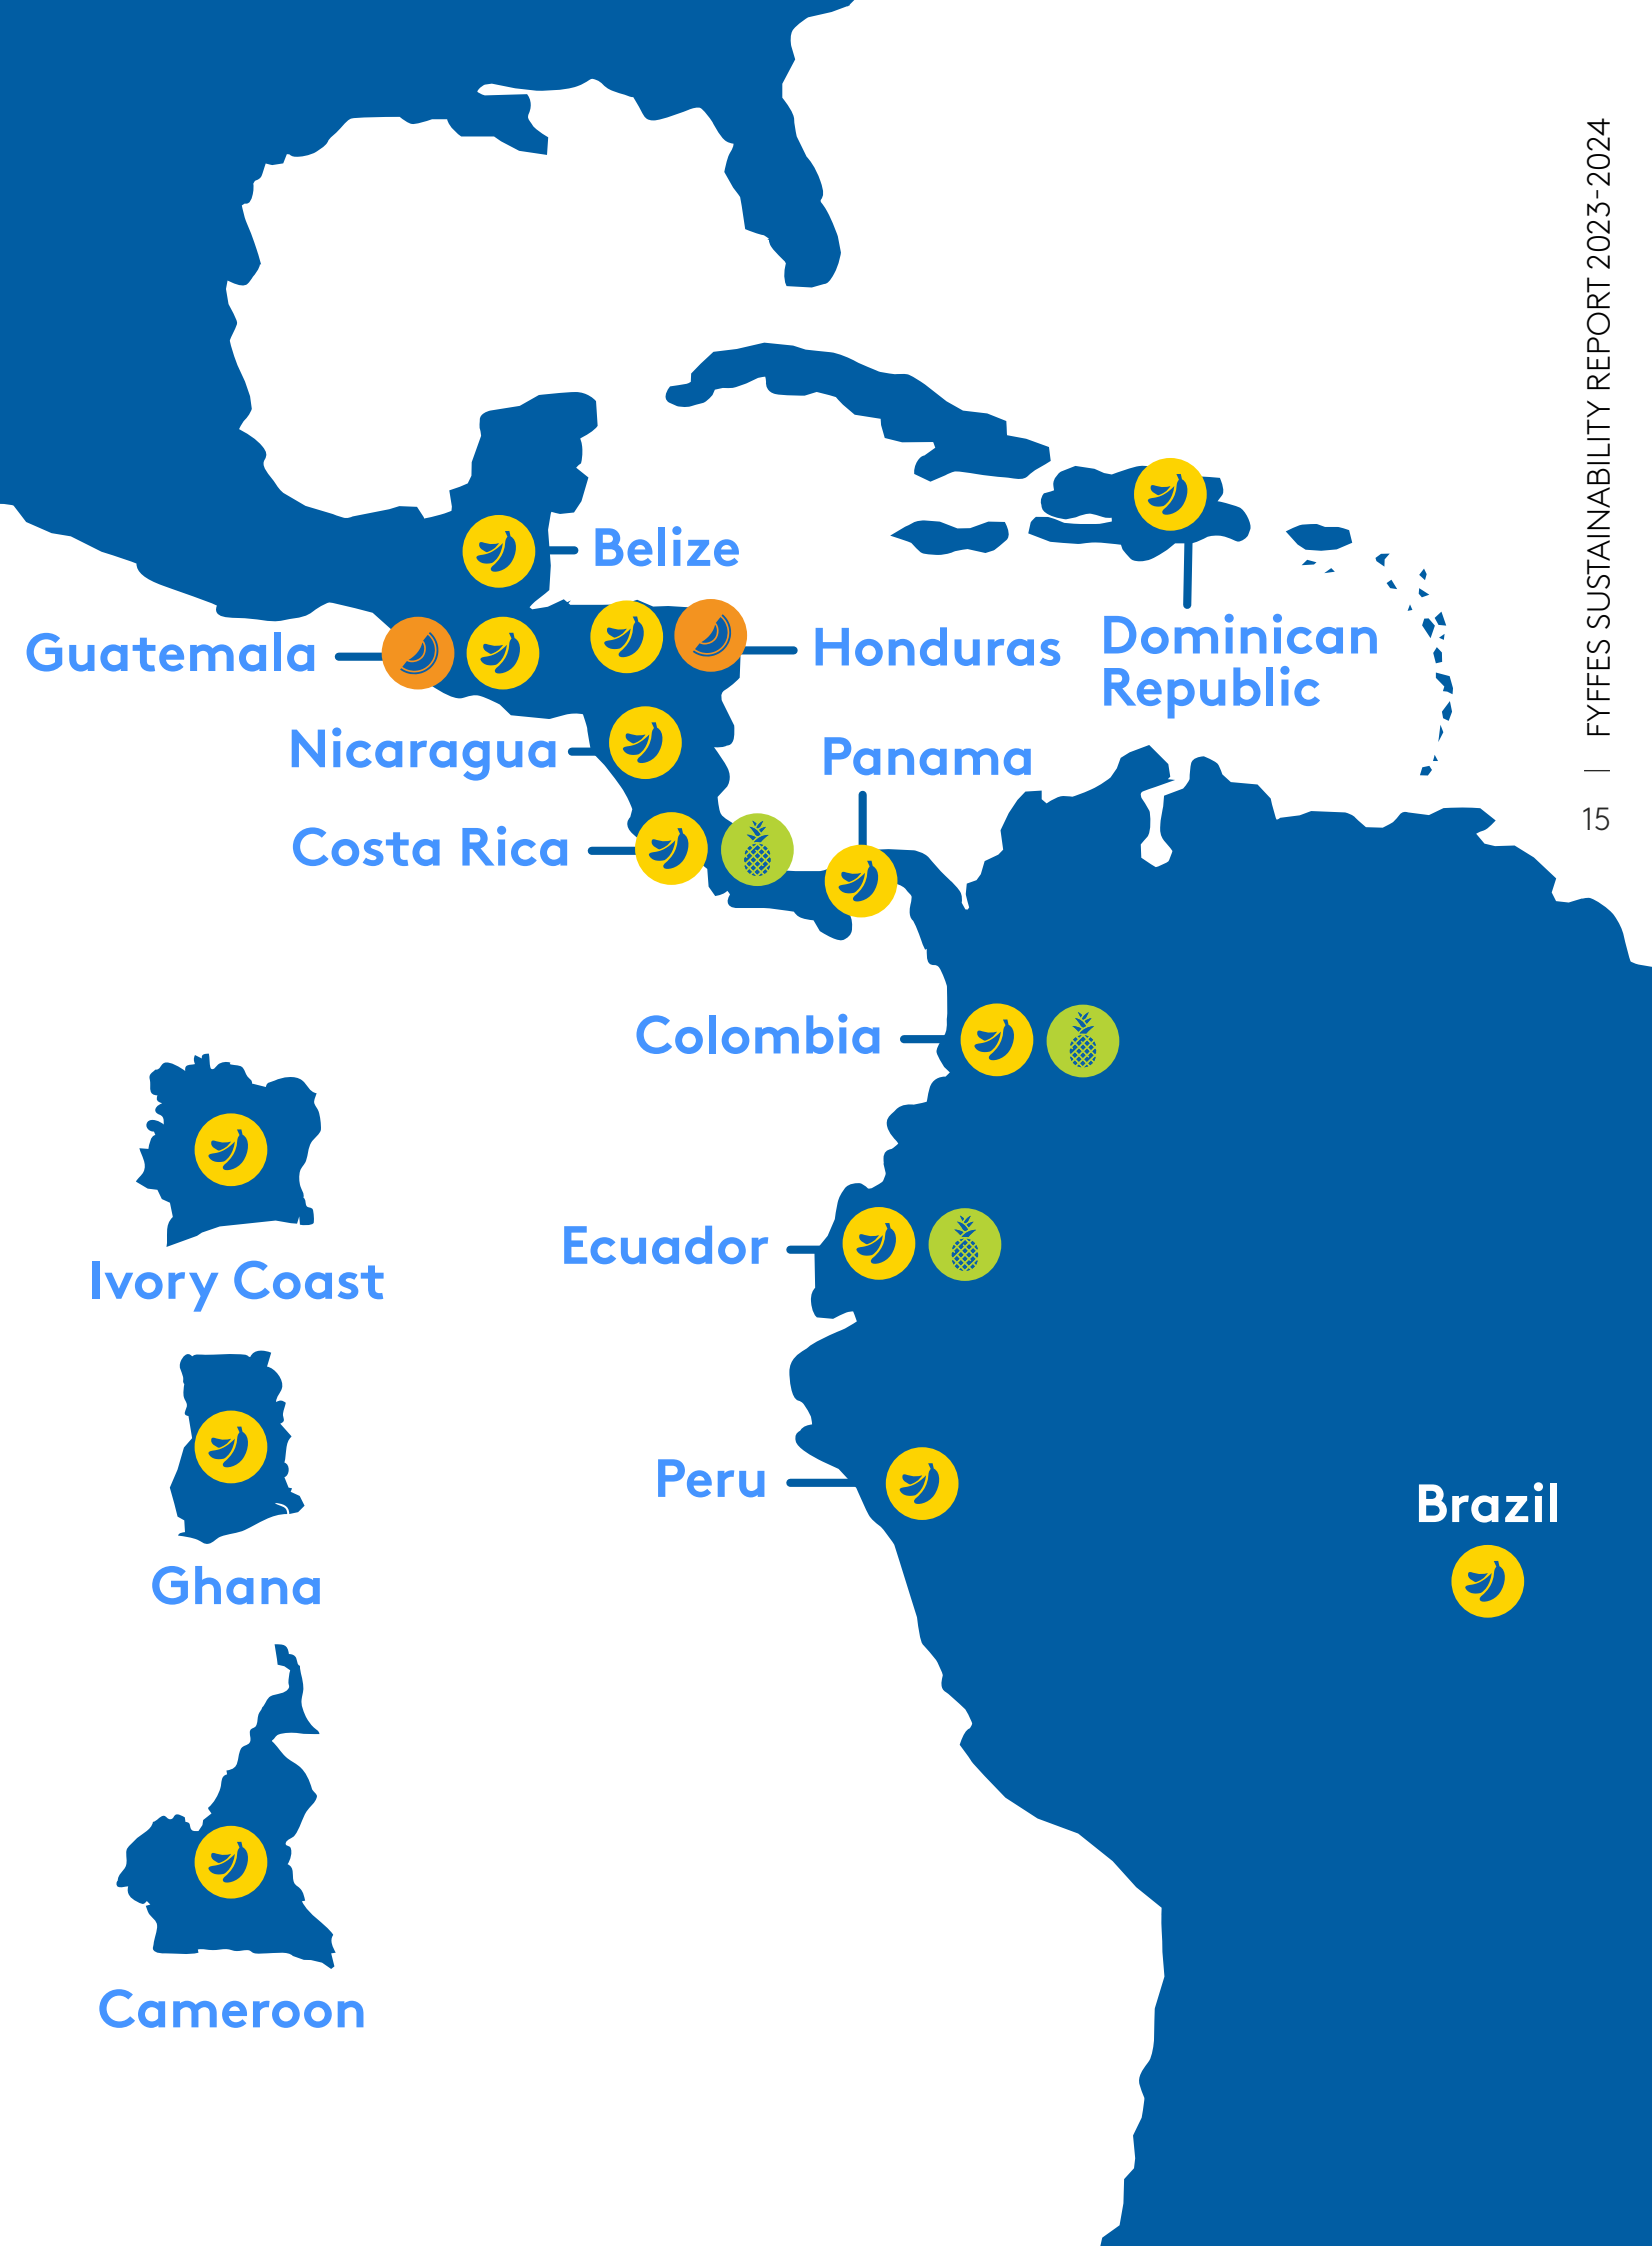 FYFFES SUSTAINABILITY REPORT 2023-2024
15
Belize
Guatemala
Honduras
Dominican
Republic
Nicaragua
Panama
Costa Rica
Colombia
Ecuador
Ivory Coast
Peru
Brazil
Ghana
Cameroon